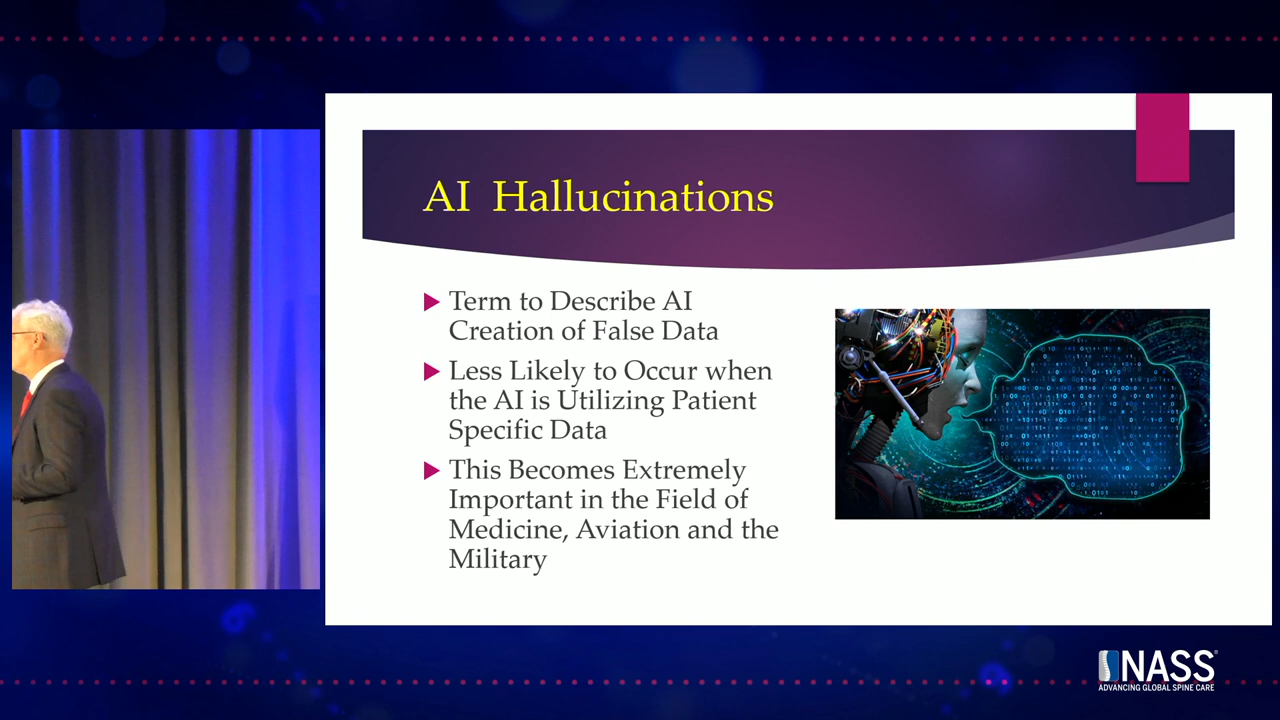 AI Hallucinations
Term to Describe AI
Creation of False Data
Less Likely to Occur when
the AI is Utilizing Patient
Specific Data
This Becomes Extremely
Important in the Field of
Medicine, Aviation and the
Military
NASS
ADVANCING GLOBAL SPINE CARE